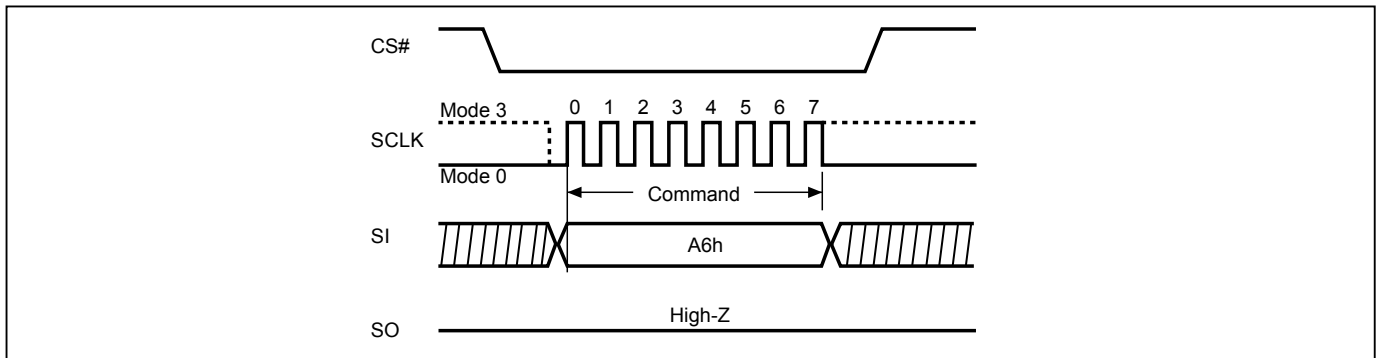 CS#
Mode 3
0 1 2 3 4 5 6 7
SCLK
Mode 0
Command
SI
A6h
High-Z
SO